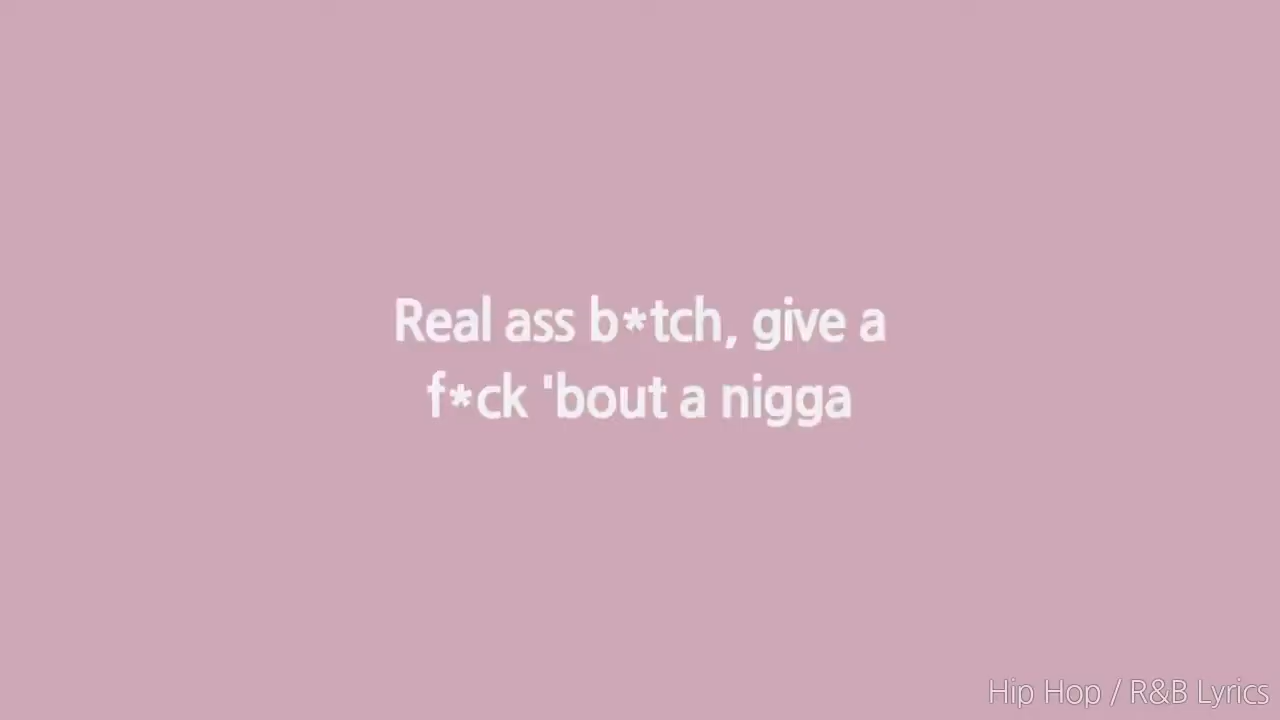 Real ass b*tch, give a
f*ck 'bout a nigga
Hip Hop / R&B Lyrics